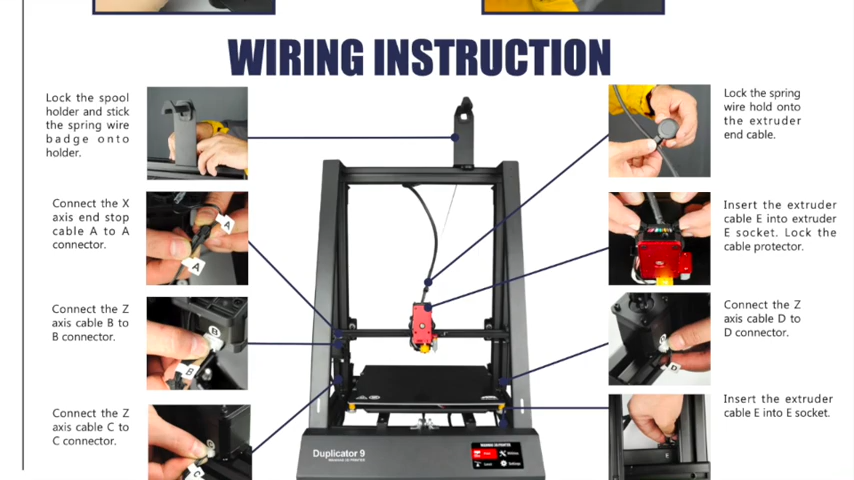 WIRING INSTRUCTION
Lock the spool
holder and stick
the spring wire
badge onto
holder.
Connect the X
axis end stop
cable A to A
connector.
A
A
Connect the Z
axis cable B to
B connector.
B
B
Connect the Z
axis cable C to
C connector.
C
Lock the spring
wire hold onto
the extruder
end cable.
Insert the extruder
cable E into extruder
E socket. Lock the
cable protector.
Connect the Z
axis cable D to
D connector.
D
Insert the extruder
cable E into E socket.
Duplicator 9